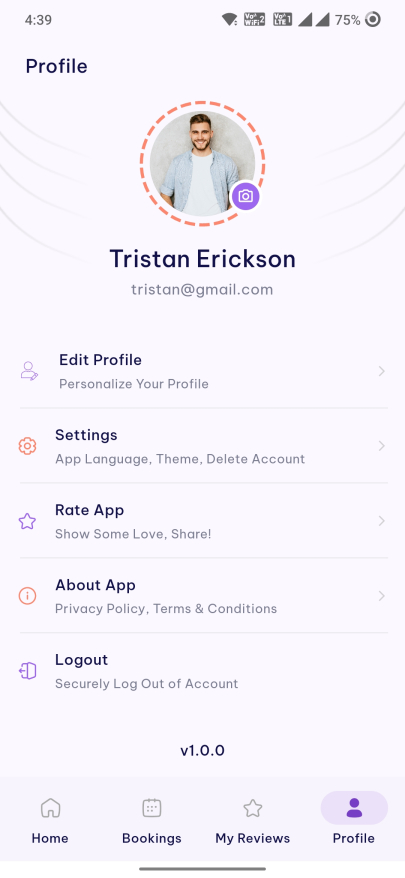 4:39
Vo WiFi 2 Vo LTE 1 75%
Profile
Tristan Erickson
tristan@gmail.com
Edit Profile
Personalize Your Profile
Settings
App Language, Theme, Delete Account
Rate App
Show Some Love, Share!
About App
Privacy Policy, Terms & Conditions
Logout
Securely Log Out of Account
v1.0.0
Home Bookings My Reviews Profile